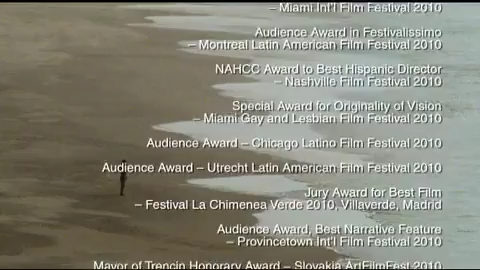 – Miami Int'l Film Festival 2010
Audience Award in Festivalissimo
– Montreal Latin American Film Festival 2010
NAHCC Award to Best Hispanic Director
– Nashville Film Festival 2010
Special Award for Originality of Vision
– Miami Gay and Lesbian Film Festival 2010
Audience Award – Chicago Latino Film Festival 2010
Audience Award – Utrecht Latin American Film Festival 2010
Jury Award for Best Film
– Festival La Chimenea Verde 2010, Villaverde, Madrid
Audience Award, Best Narrative Feature
– Provincetown Int'l Film Festival 2010
Mayor of Trencin Honorary Award – Slovakia ArtFilmFest 2010